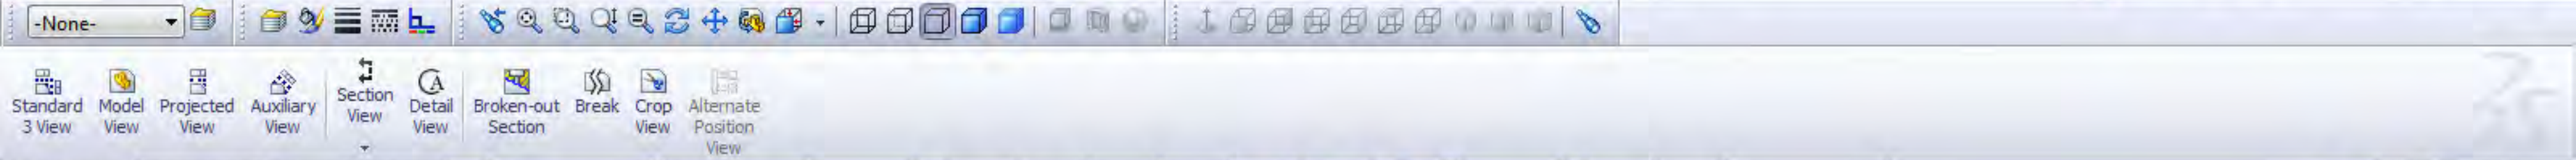 -None-
Standard
3 View
Model
View
Projected
View
Auxiliary
View
Section
View
Detail
View
Broken-out
Section
Break
Crop
View
Alternate
Position
View